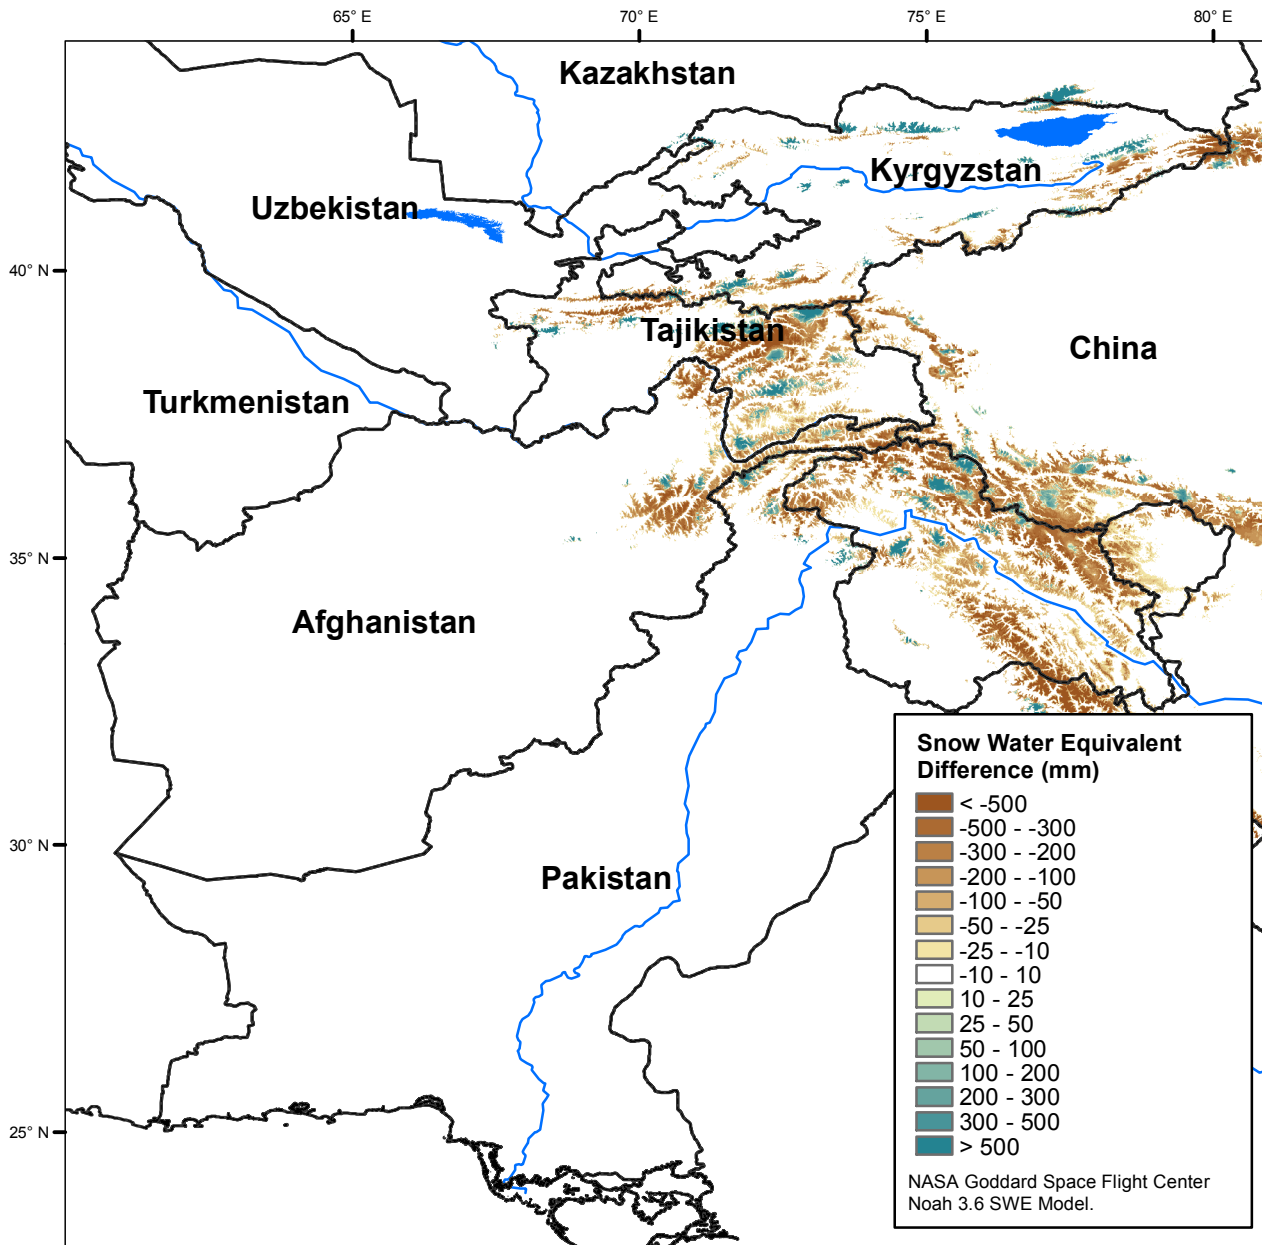 65° E
70° E
75° E
80° E
Kazakhstan
Kyrgyzstan
Uzbekistan
40° N
Tajikistan
China
Turkmenistan
35° N
Afghanistan
30° N
Pakistan
25° N
Snow Water Equivalent
Difference (mm)
< -500
-500 - -300
-300 - -200
-200 - -100
-100 - -50
-50 - -25
-25 - -10
-10 - 10
10 - 25
25 - 50
50 - 100
100 - 200
200 - 300
300 - 500
> 500
NASA Goddard Space Flight Center
Noah 3.6 SWE Model.